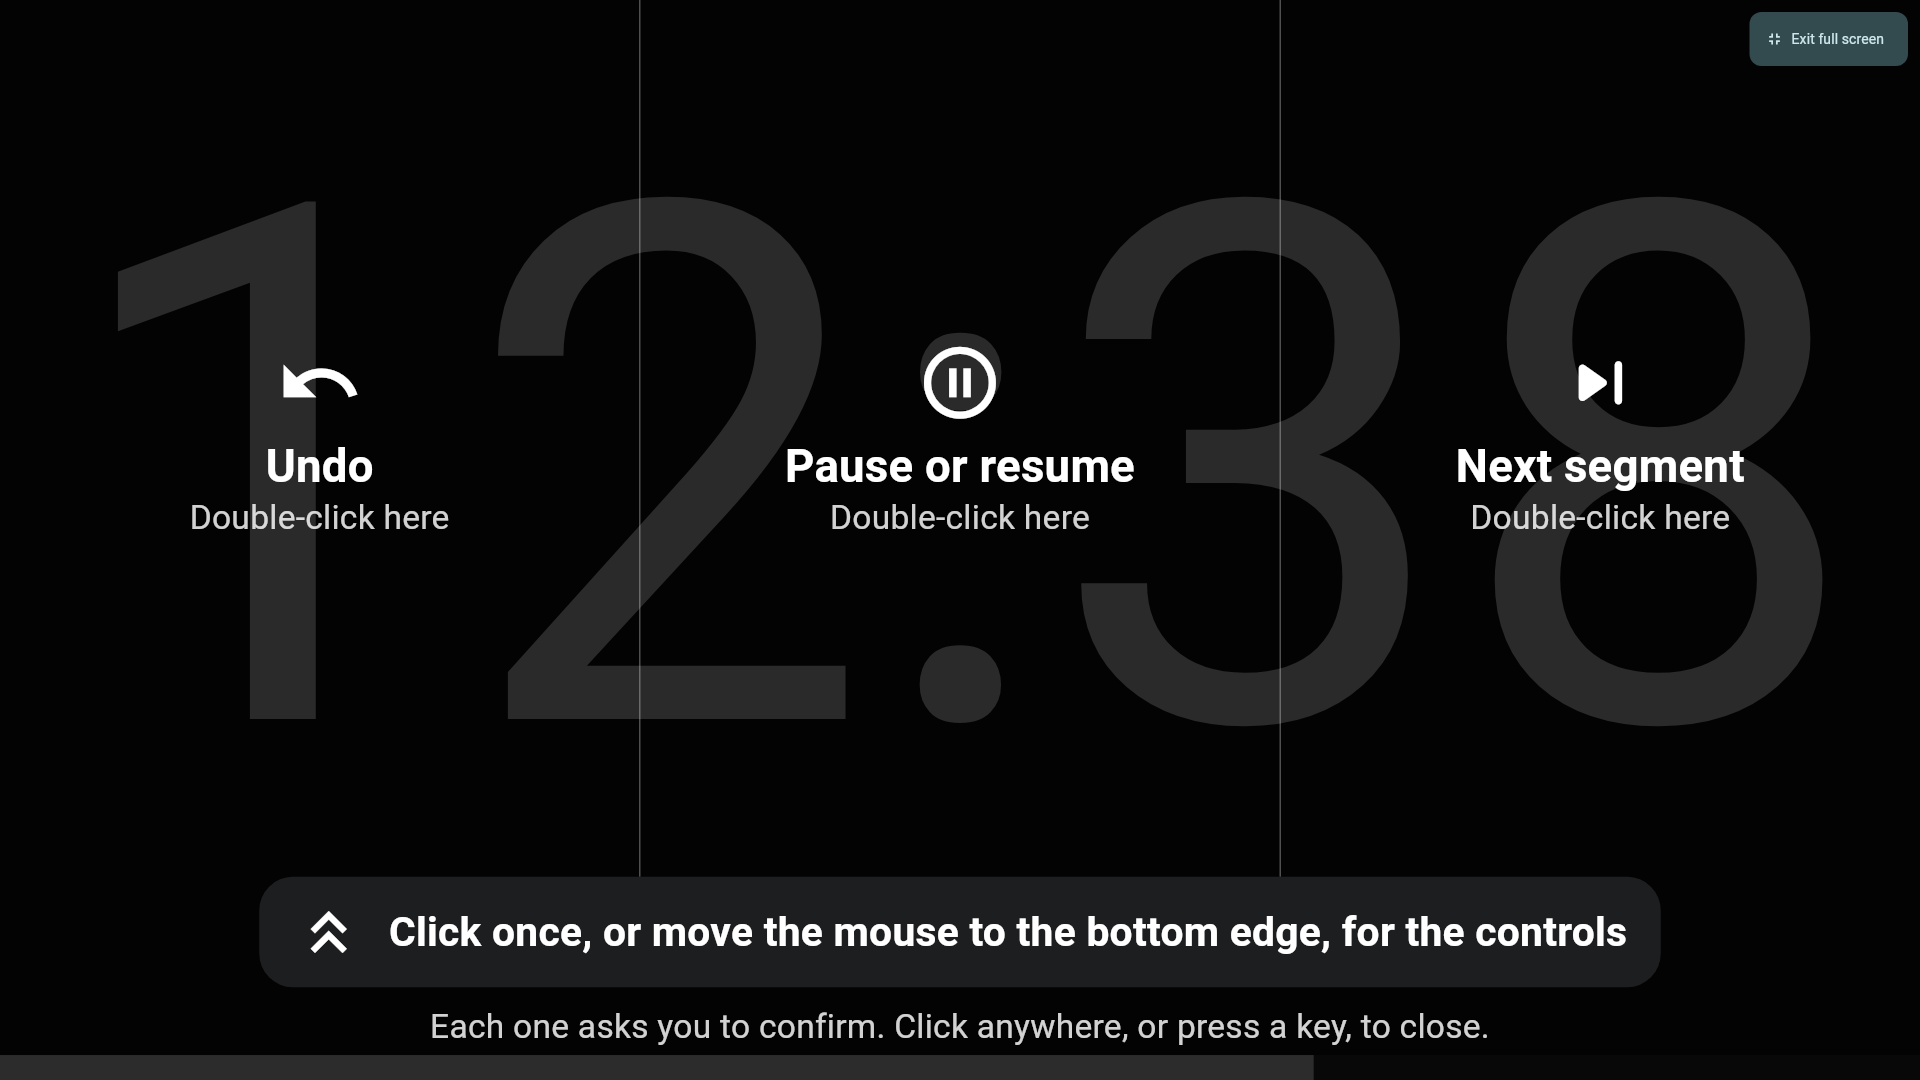 Exit full screen
12:38
Undo
Double-click here
Pause or resume
Double-click here
Next segment
Double-click here
Click once, or move the mouse to the bottom edge, for the controls
Each one asks you to confirm. Click anywhere, or press a key, to close.